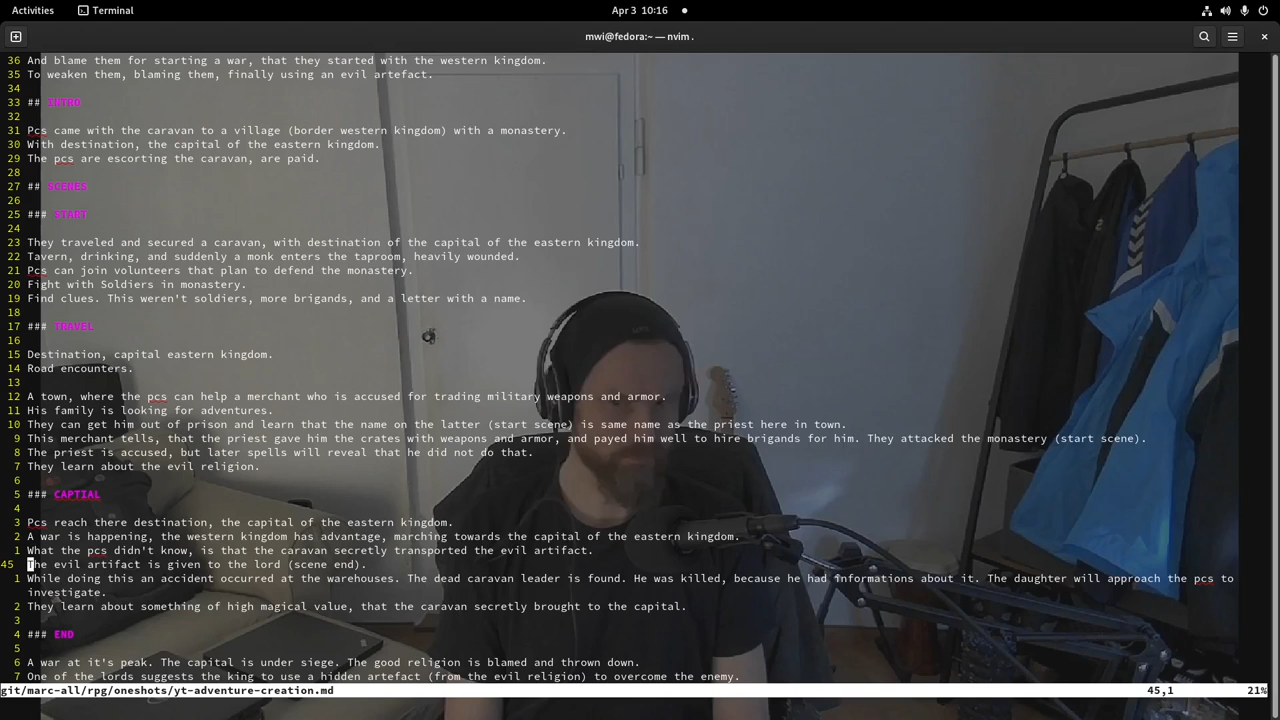 Activities
Terminal
Apr 3 10:16
mwi@fedora:~ — nvim .
36 And blame them for starting a war, that they started with the western kingdom.
35 To weaken them, blaming them, finally using an evil artefact.
34
33 ## INTRO
32
31 Pcs came with the caravan to a village (border western kingdom) with a monastery.
30 With destination, the capital of the eastern kingdom.
29 The pcs are escorting the caravan, are paid.
28
27 ## SCENES
26
25 ### START
24
23 They traveled and secured a caravan, with destination of the capital of the eastern kingdom.
22 Tavern, drinking, and suddenly a monk enters the taproom, heavily wounded.
21 Pcs can join volunteers that plan to defend the monastery.
20 Fight with Soldiers in monastery.
19 Find clues. This weren't soldiers, more brigands, and a letter with a name.
18
17 ### TRAVEL
16
15 Destination, capital eastern kingdom.
14 Road encounters.
13
12 A town, where the pcs can help a merchant who is accused for trading military weapons and armor.
11 His family is looking for adventures.
10 They can get him out of prison and learn that the name on the latter (start scene) is same name as the priest here in town.
9 This merchant tells, that the priest gave him the crates with weapons and armor, and payed him well to hire brigands for him. They attacked the monastery (start scene).
8 The priest is accused, but later spells will reveal that he did not do that.
7 They learn about the evil religion.
6
5 ### CAPTIAL
4
3 Pcs reach there destination, the capital of the eastern kingdom.
2 A war is happening, the western kingdom has advantage, marching towards the capital of the eastern kingdom.
1 What the pcs didn't know, is that the caravan secretly transported the evil artifact.
45 The evil artifact is given to the lord (scene end).
1 While doing this an accident occurred at the warehouses. The dead caravan leader is found. He was killed, because he had informations about it. The daughter will approach the pcs to
investigate.
2 They learn about something of high magical value, that the caravan secretly brought to the capital.
3
4 ### END
5
6 A war at it's peak. The capital is under siege. The good religion is blamed and thrown down.
7 One of the lords suggests the king to use a hidden artefact (from the evil religion) to overcome the enemy.
git/marc-all/rpg/oneshots/yt-adventure-creation.md 45,1 21%